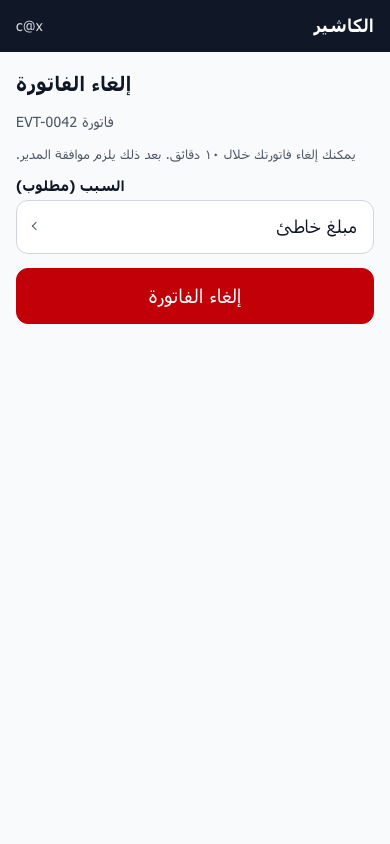 الكاشير
c@x
إلغاء الفاتورة
فاتورة EVT-0042
يمكنك إلغاء فاتورتك خلال ١٠ دقائق. بعد ذلك يلزم موافقة المدير.
السبب (مطلوب)
مبلغ خاطئ
إلغاء الفاتورة